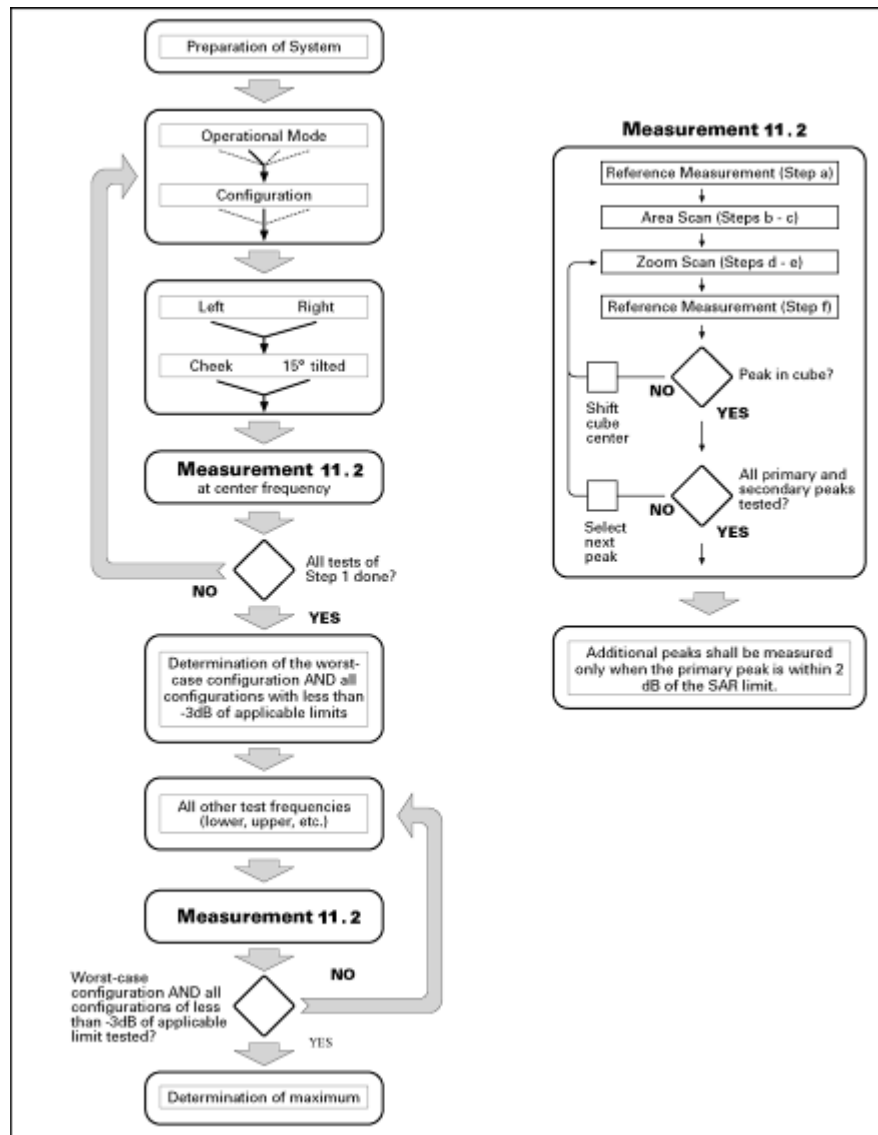 Preparation of System
Operational Mode
Configuration
Left Right
Cheek 15° tilted
Measurement 11.2
at center frequency
All tests of
Step 1 done?
NO
YES
Determination of the worst-
case configuration AND all
configurations with less than
-3dB of applicable limits
All other test frequencies
(lower, upper, etc.)
Measurement 11.2
NO
Worst-case
configuration AND all
configurations of less
than -3dB of applicable
limit tested?
YES
Determination of maximum
Measurement 11.2
Reference Measurement (Step a)
Area Scan (Steps b - c)
Zoom Scan (Steps d - e)
Reference Measurement (Step f)
Peak in cube?
NO
YES
Shift
cube
center
All primary and
secondary peaks
tested?
NO
YES
Select
next
peak
Additional peaks shall be measured
only when the primary peak is within 2
dB of the SAR limit.